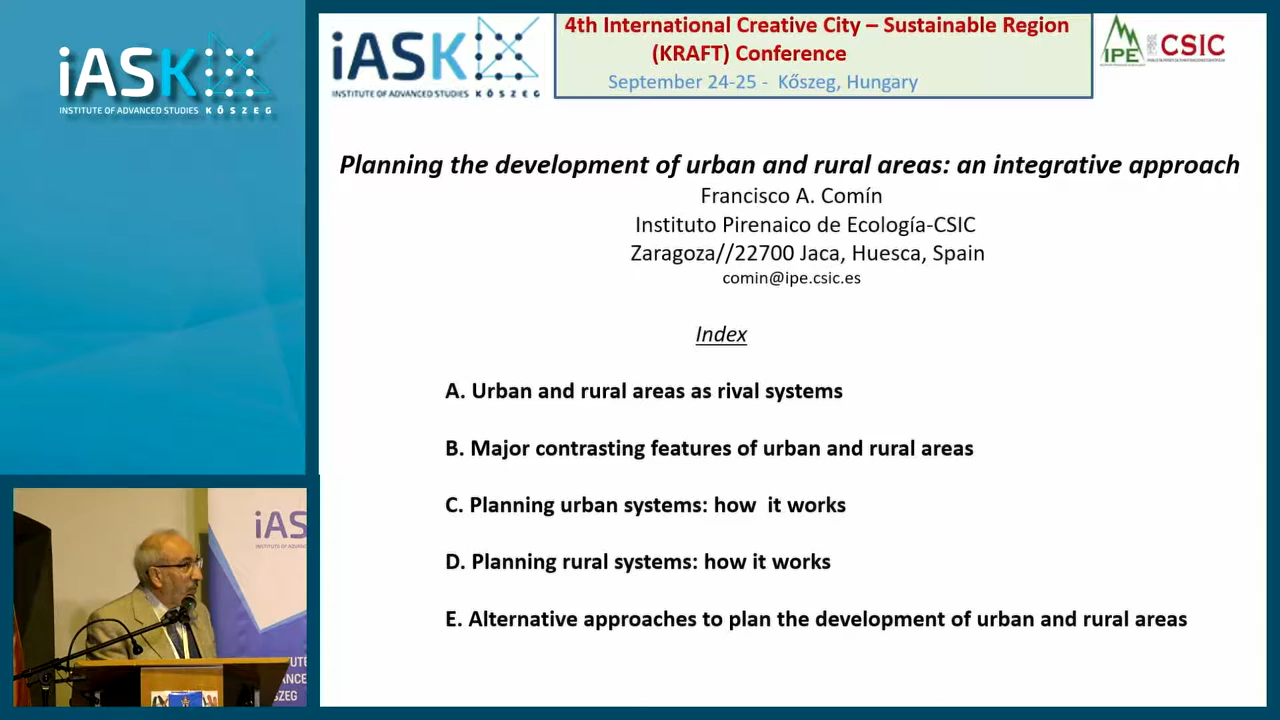 iASK
INSTITUTE OF ADVANCED STUDIES KŐSZEG
iASK
INSTITUTE OF ADVANCED STUDIES KŐSZEG
4th International Creative City – Sustainable Region
(KRAFT) Conference
September 24-25 - Kőszeg, Hungary
IPE
CSIC
Planning the development of urban and rural areas: an integrative approach
Francisco A. Comín
Instituto Pirenaico de Ecología-CSIC
Zaragoza//22700 Jaca, Huesca, Spain
comin@ipe.csic.es
Index
A. Urban and rural areas as rival systems
B. Major contrasting features of urban and rural areas
C. Planning urban systems: how it works
D. Planning rural systems: how it works
E. Alternative approaches to plan the development of urban and rural areas
iAS